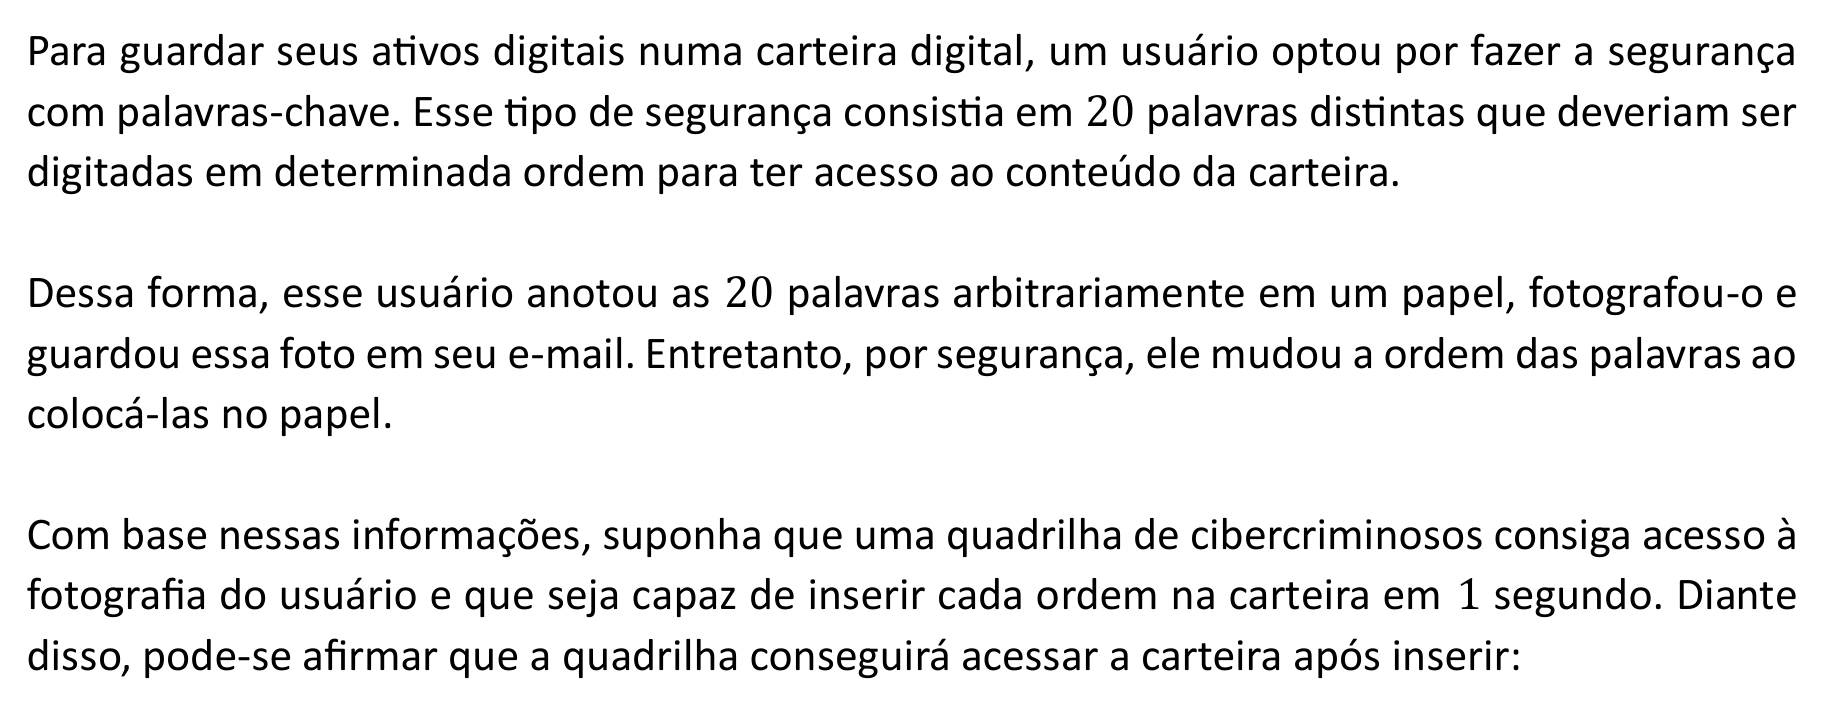 Para guardar seus ativos digitais numa carteira digital, um usuário optou por fazer a segurança
com palavras-chave. Esse tipo de segurança consistia em 20 palavras distintas que deveriam ser
digitadas em determinada ordem para ter acesso ao conteúdo da carteira.
Dessa forma, esse usuário anotou as 20 palavras arbitrariamente em um papel, fotografou-o e
guardou essa foto em seu e-mail. Entretanto, por segurança, ele mudou a ordem das palavras ao
colocá-las no papel.
Com base nessas informações, suponha que uma quadrilha de cibercriminosos consiga acesso à
fotografia do usuário e que seja capaz de inserir cada ordem na carteira em 1 segundo. Diante
disso, pode-se afirmar que a quadrilha conseguirá acessar a carteira após inserir: